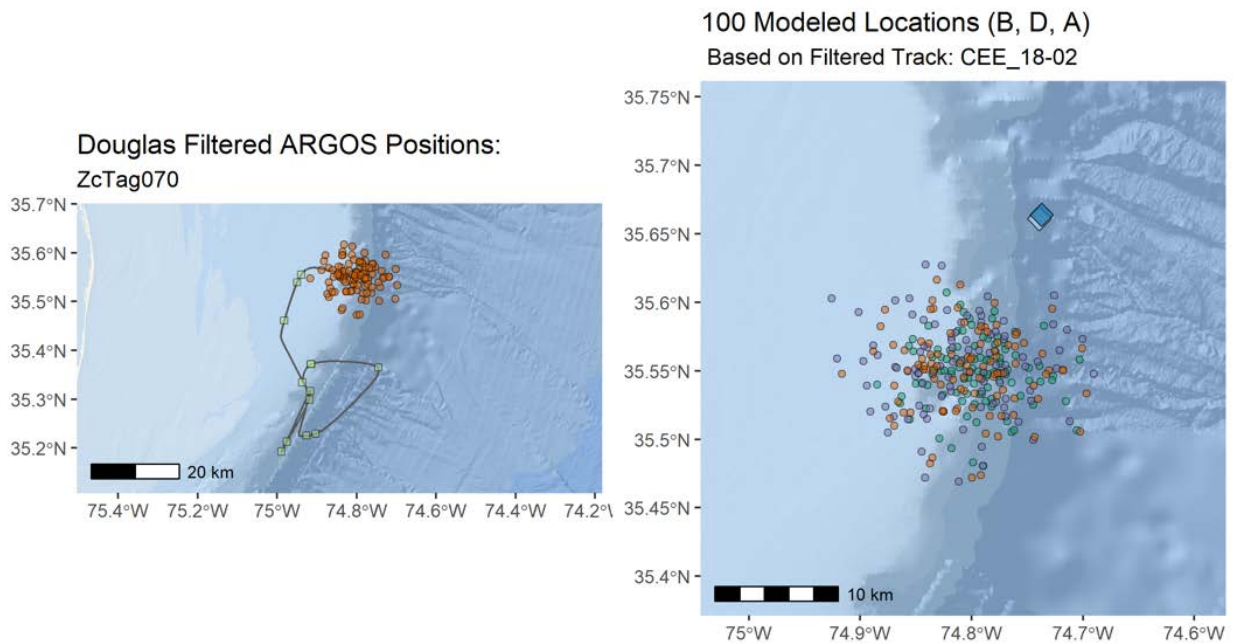 Douglas Filtered ARGOS Positions:
ZcTag070
35.7°N
35.6°N
35.5°N
35.4°N
35.3°N
35.2°N
20 km
75.4°W 75.2°W 75°W 74.8°W 74.6°W 74.2°\
100 Modeled Locations (B, D, A)
Based on Filtered Track: CEE_18-02
35.75°N
35.7°N
35.65°N
35.6°N
35.55°N
35.5°N
35.45°N
35.4°N
10 km
75°W 74.9°W 74.8°W 74.7°W 74.6°W